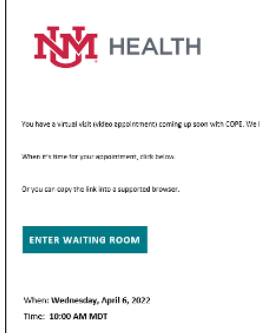 UNM HEALTH
You have a virtual visit (video appointment) coming up soon with COPE. We l
When it's time for your appointment, click below.
Or you can copy the link into a supported browser.
ENTER WAITING ROOM
When: Wednesday, April 6, 2022
Time: 10:00 AM MDT